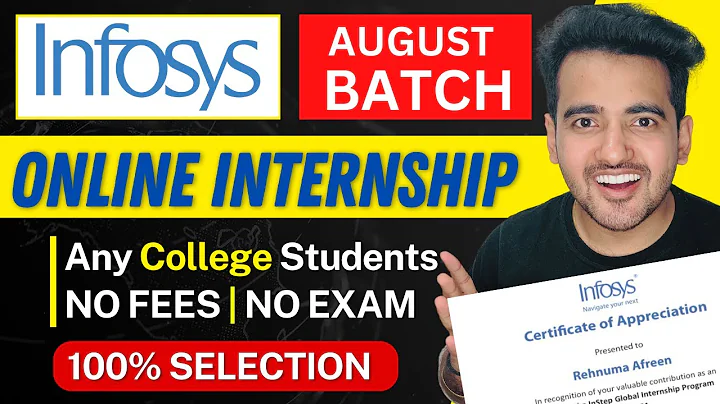 Infosys
AUGUST
BATCH
ONLINE INTERNSHIP
Any College Students
NO FEES | NO EXAM
100% SELECTION
Infosys®
Navigate your next
Certificate of Appreciation
Presented to
Rehnuma Afreen
In recognition of your valuable contribution as an
InStep Global Internship Program